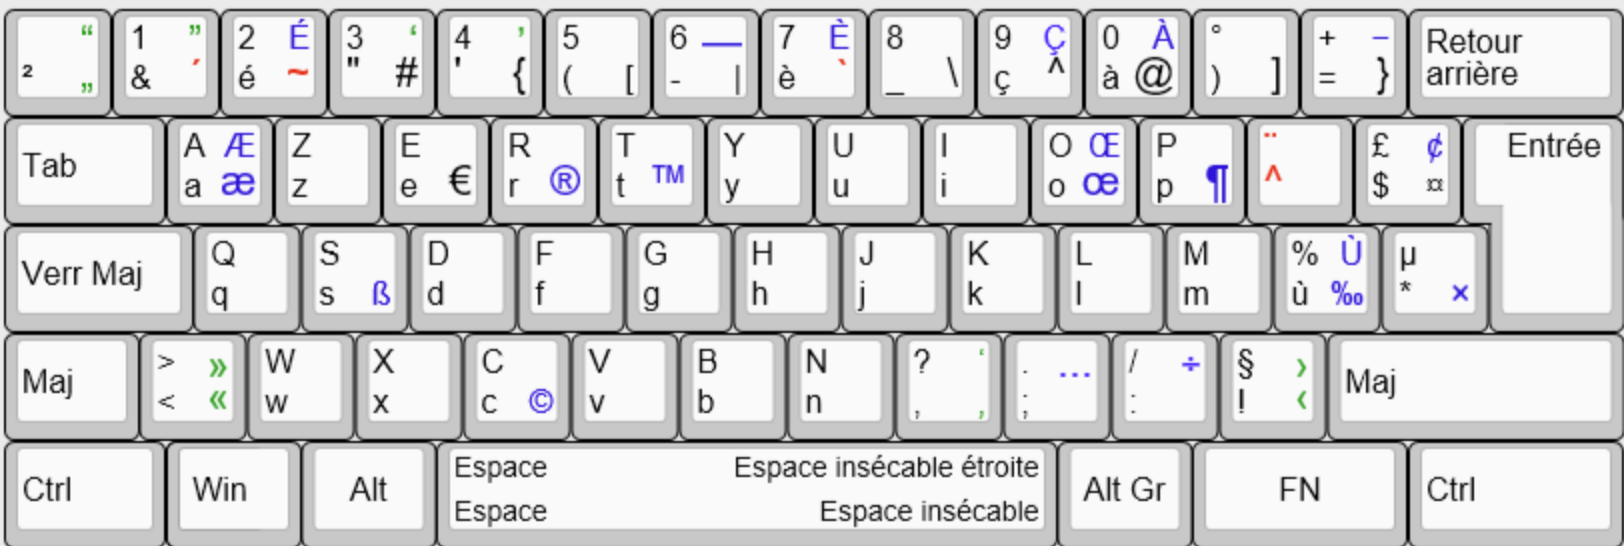 “ 1 ” 2 É 3 ‘ 4 ’ 5 6 — 7 È 8 9 Ç 0 À ° + – Retour
² „ & ´ é ~ " # ' { ( [ - | è ` _ \ ç ^ à @ ) ] = } arrière
A Æ Z E R T Y U I O Œ P ¨ £ ¢ Entrée
Tab
a æ z e € r ® t ™ y u i o œ p ¶ ^ $ ¤
Q S D F G H J K L M % Ù µ
Verr Maj
q s ß d f g h j k l m ù ‰ * ×
> » W X C V B N ? ‘ . … / ÷ § ›
Maj Maj
< « w x c © v b n , ‚ ; : ! ‹
Espace Espace insécable étroite
Ctrl Win Alt Alt Gr FN Ctrl
Espace Espace insécable